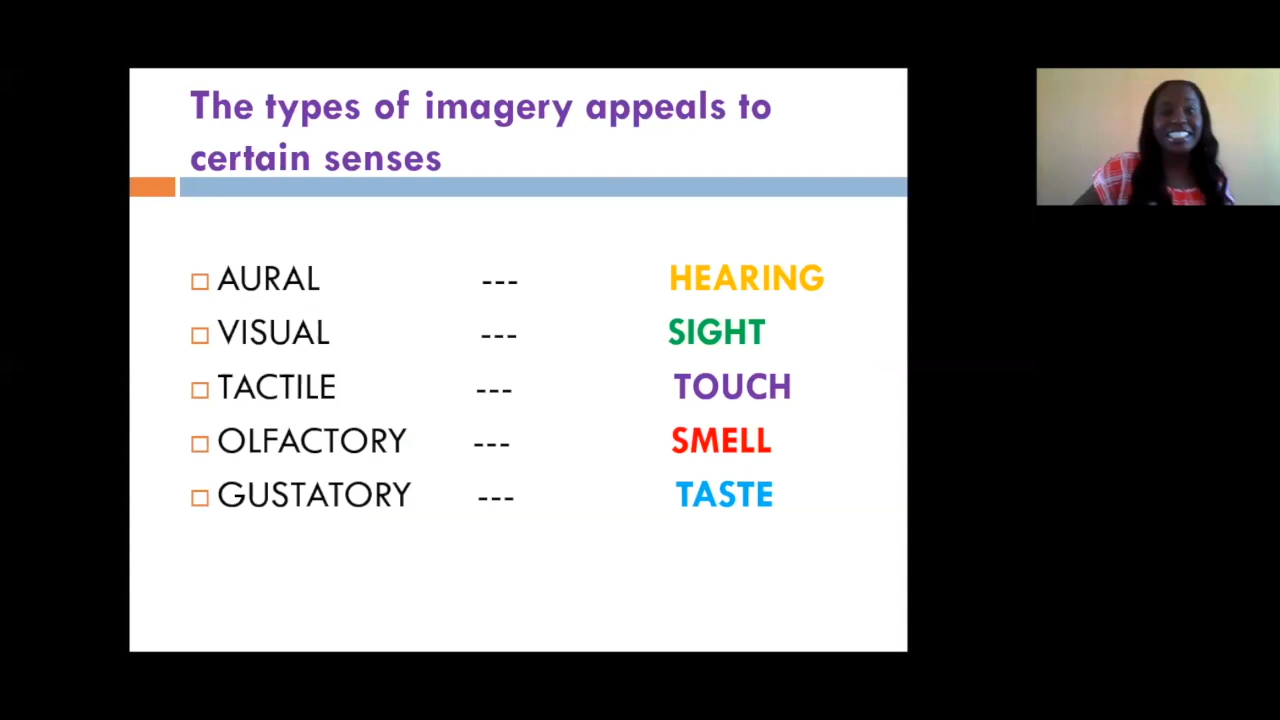 The types of imagery appeals to
certain senses
AURAL --- HEARING
VISUAL --- SIGHT
TACTILE --- TOUCH
OLFACTORY --- SMELL
GUSTATORY --- TASTE